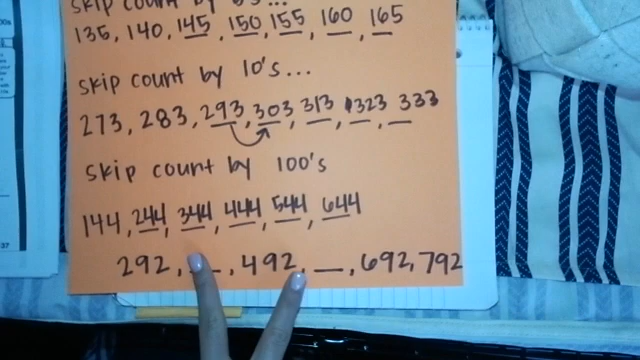 skip count by 5's...
135, 140, 145, 150, 155, 160, 165
skip count by 10's...
273, 283, 293, 303, 313, 323, 333
skip count by 100's
144, 244, 344, 444, 544, 644
292, __, 492, __, 692, 792
37